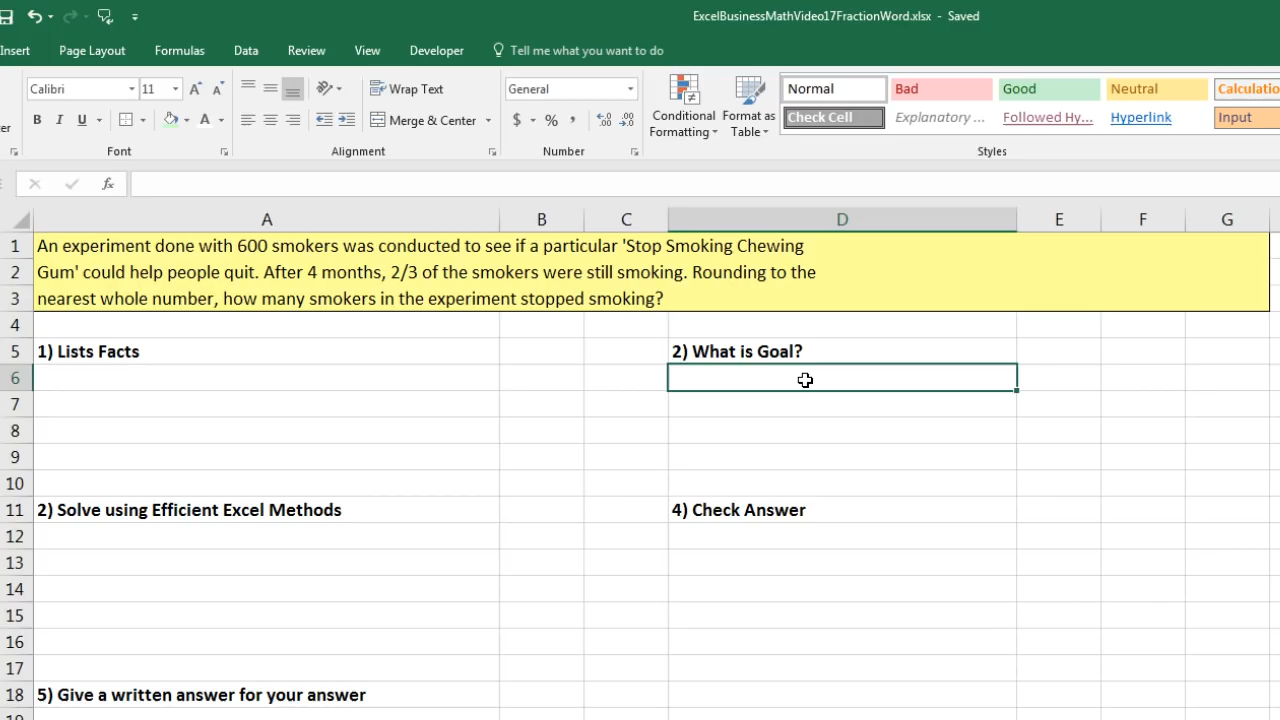 ExcelBusinessMathVideo17FractionWord.xlsx - Saved
Insert Page Layout Formulas Data Review View Developer Tell me what you want to do
Calibri 11 A A Wrap Text General Normal Bad Good Neutral Calculatio
B I U A Merge & Center $ % , .00 Conditional Formatting Format as Table Check Cell Explanatory ... Followed Hy... Hyperlink Input
Font Alignment Number Styles
fx
A B C D E F G
1 An experiment done with 600 smokers was conducted to see if a particular 'Stop Smoking Chewing
2 Gum' could help people quit. After 4 months, 2/3 of the smokers were still smoking. Rounding to the
3 nearest whole number, how many smokers in the experiment stopped smoking?
4
5 1) Lists Facts 2) What is Goal?
6
7
8
9
10
11 2) Solve using Efficient Excel Methods 4) Check Answer
12
13
14
15
16
17
18 5) Give a written answer for your answer